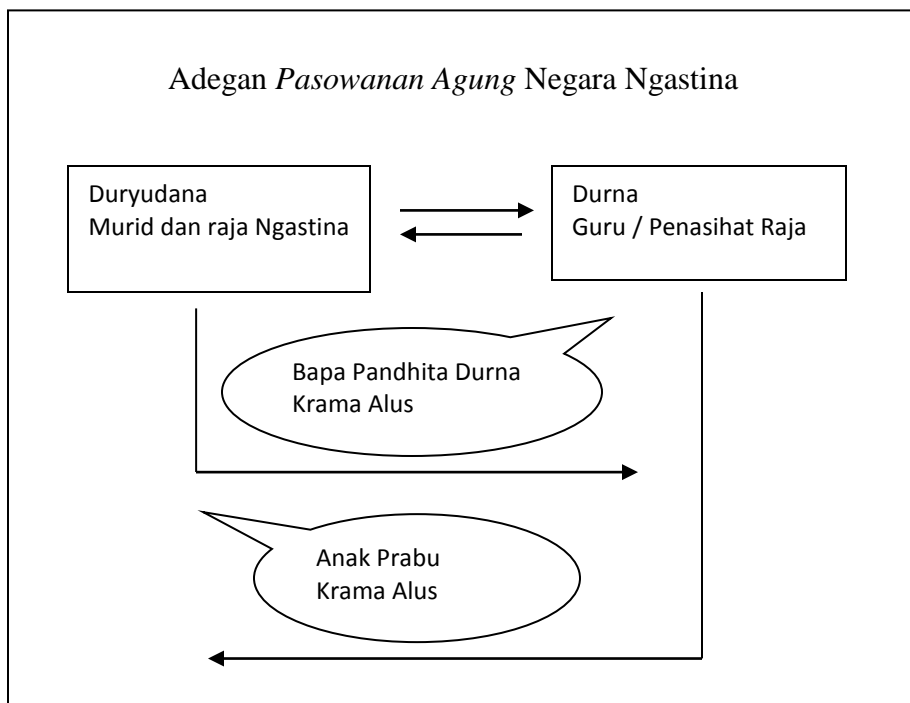 Adegan Pasowanan Agung Negara Ngastina
Duryudana
Murid dan raja Ngastina
Durna
Guru / Penasihat Raja
Bapa Pandhita Durna
Krama Alus
Anak Prabu
Krama Alus